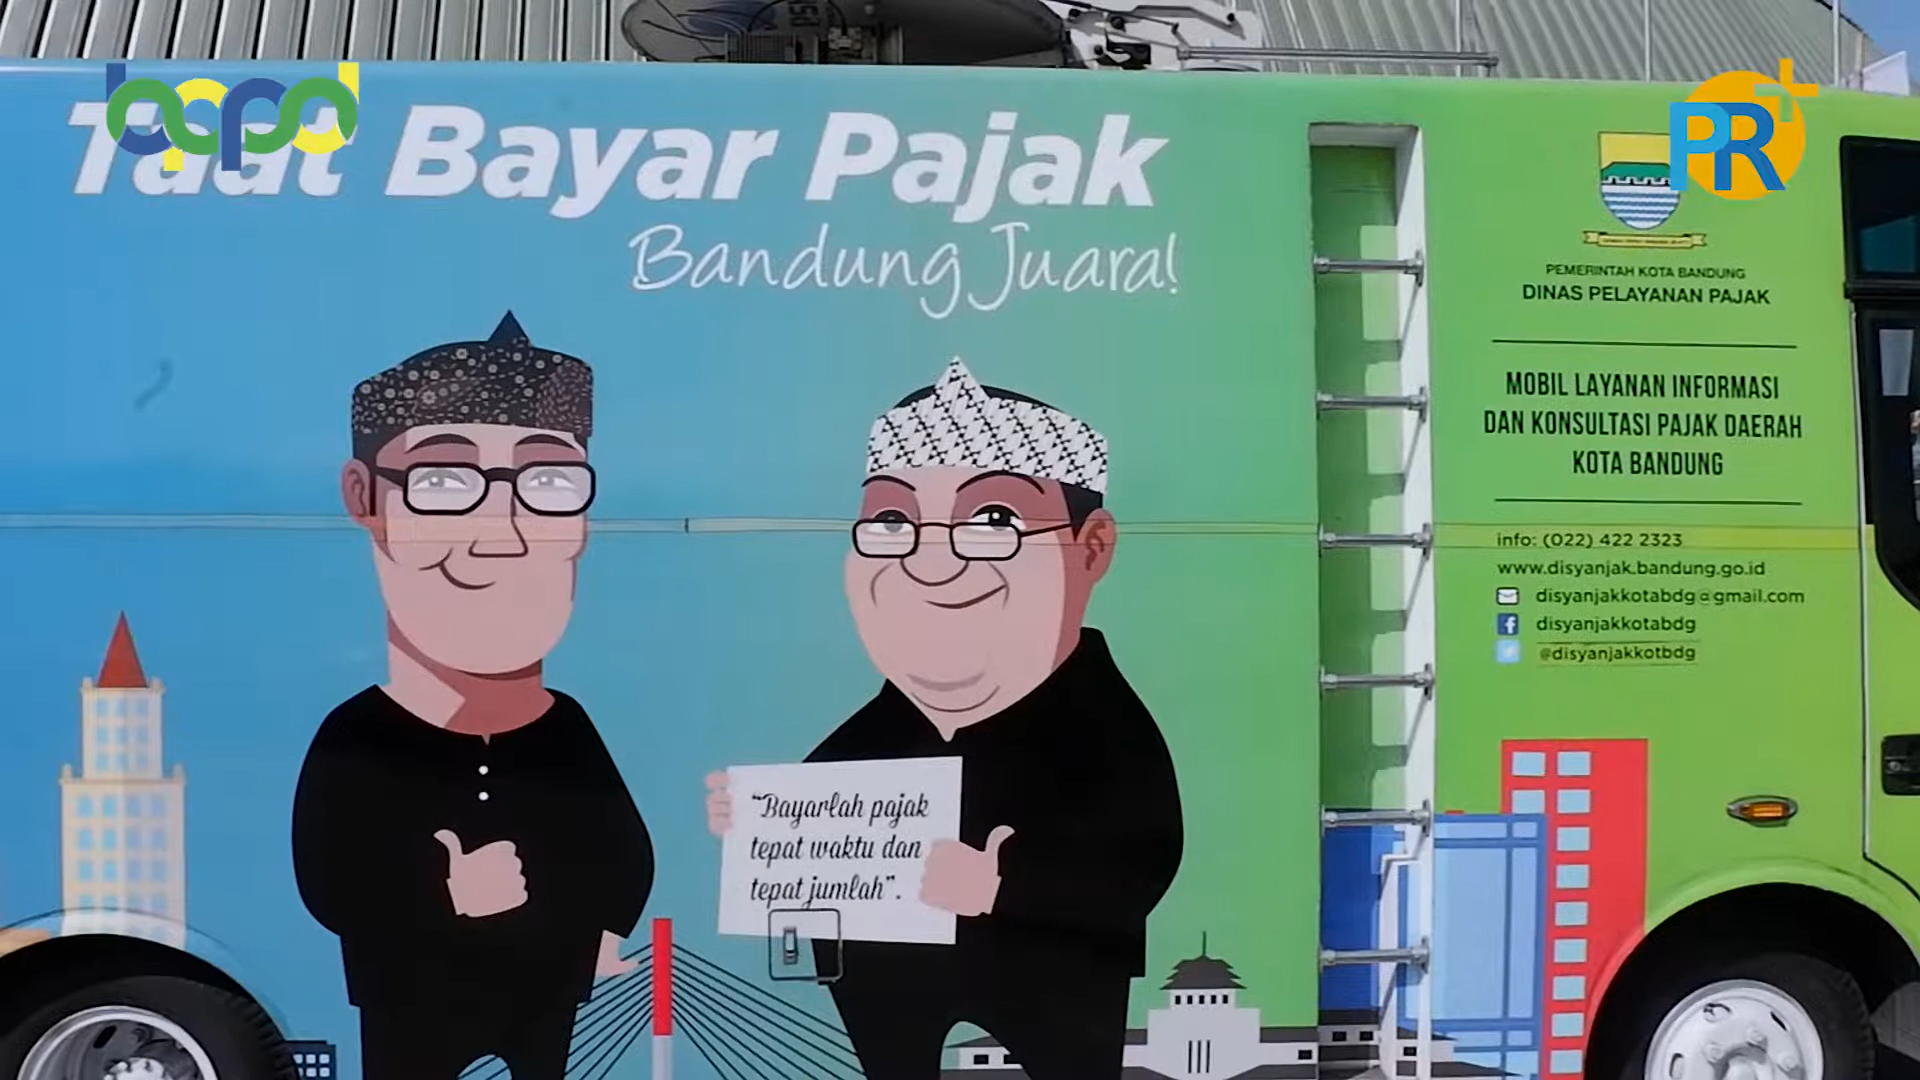 bapd
PR+
Taat Bayar Pajak
Bandung Juara!
PEMERINTAH KOTA BANDUNG
DINAS PELAYANAN PAJAK
MOBIL LAYANAN INFORMASI
DAN KONSULTASI PAJAK DAERAH
KOTA BANDUNG
info: (022) 422 2323
www.disyanjak.bandung.go.id
disyanjakkotabdg@gmail.com
disyanjakkotabdg
@disyanjakkotbdg
"Bayarlah pajak
tepat waktu dan
tepat jumlah".